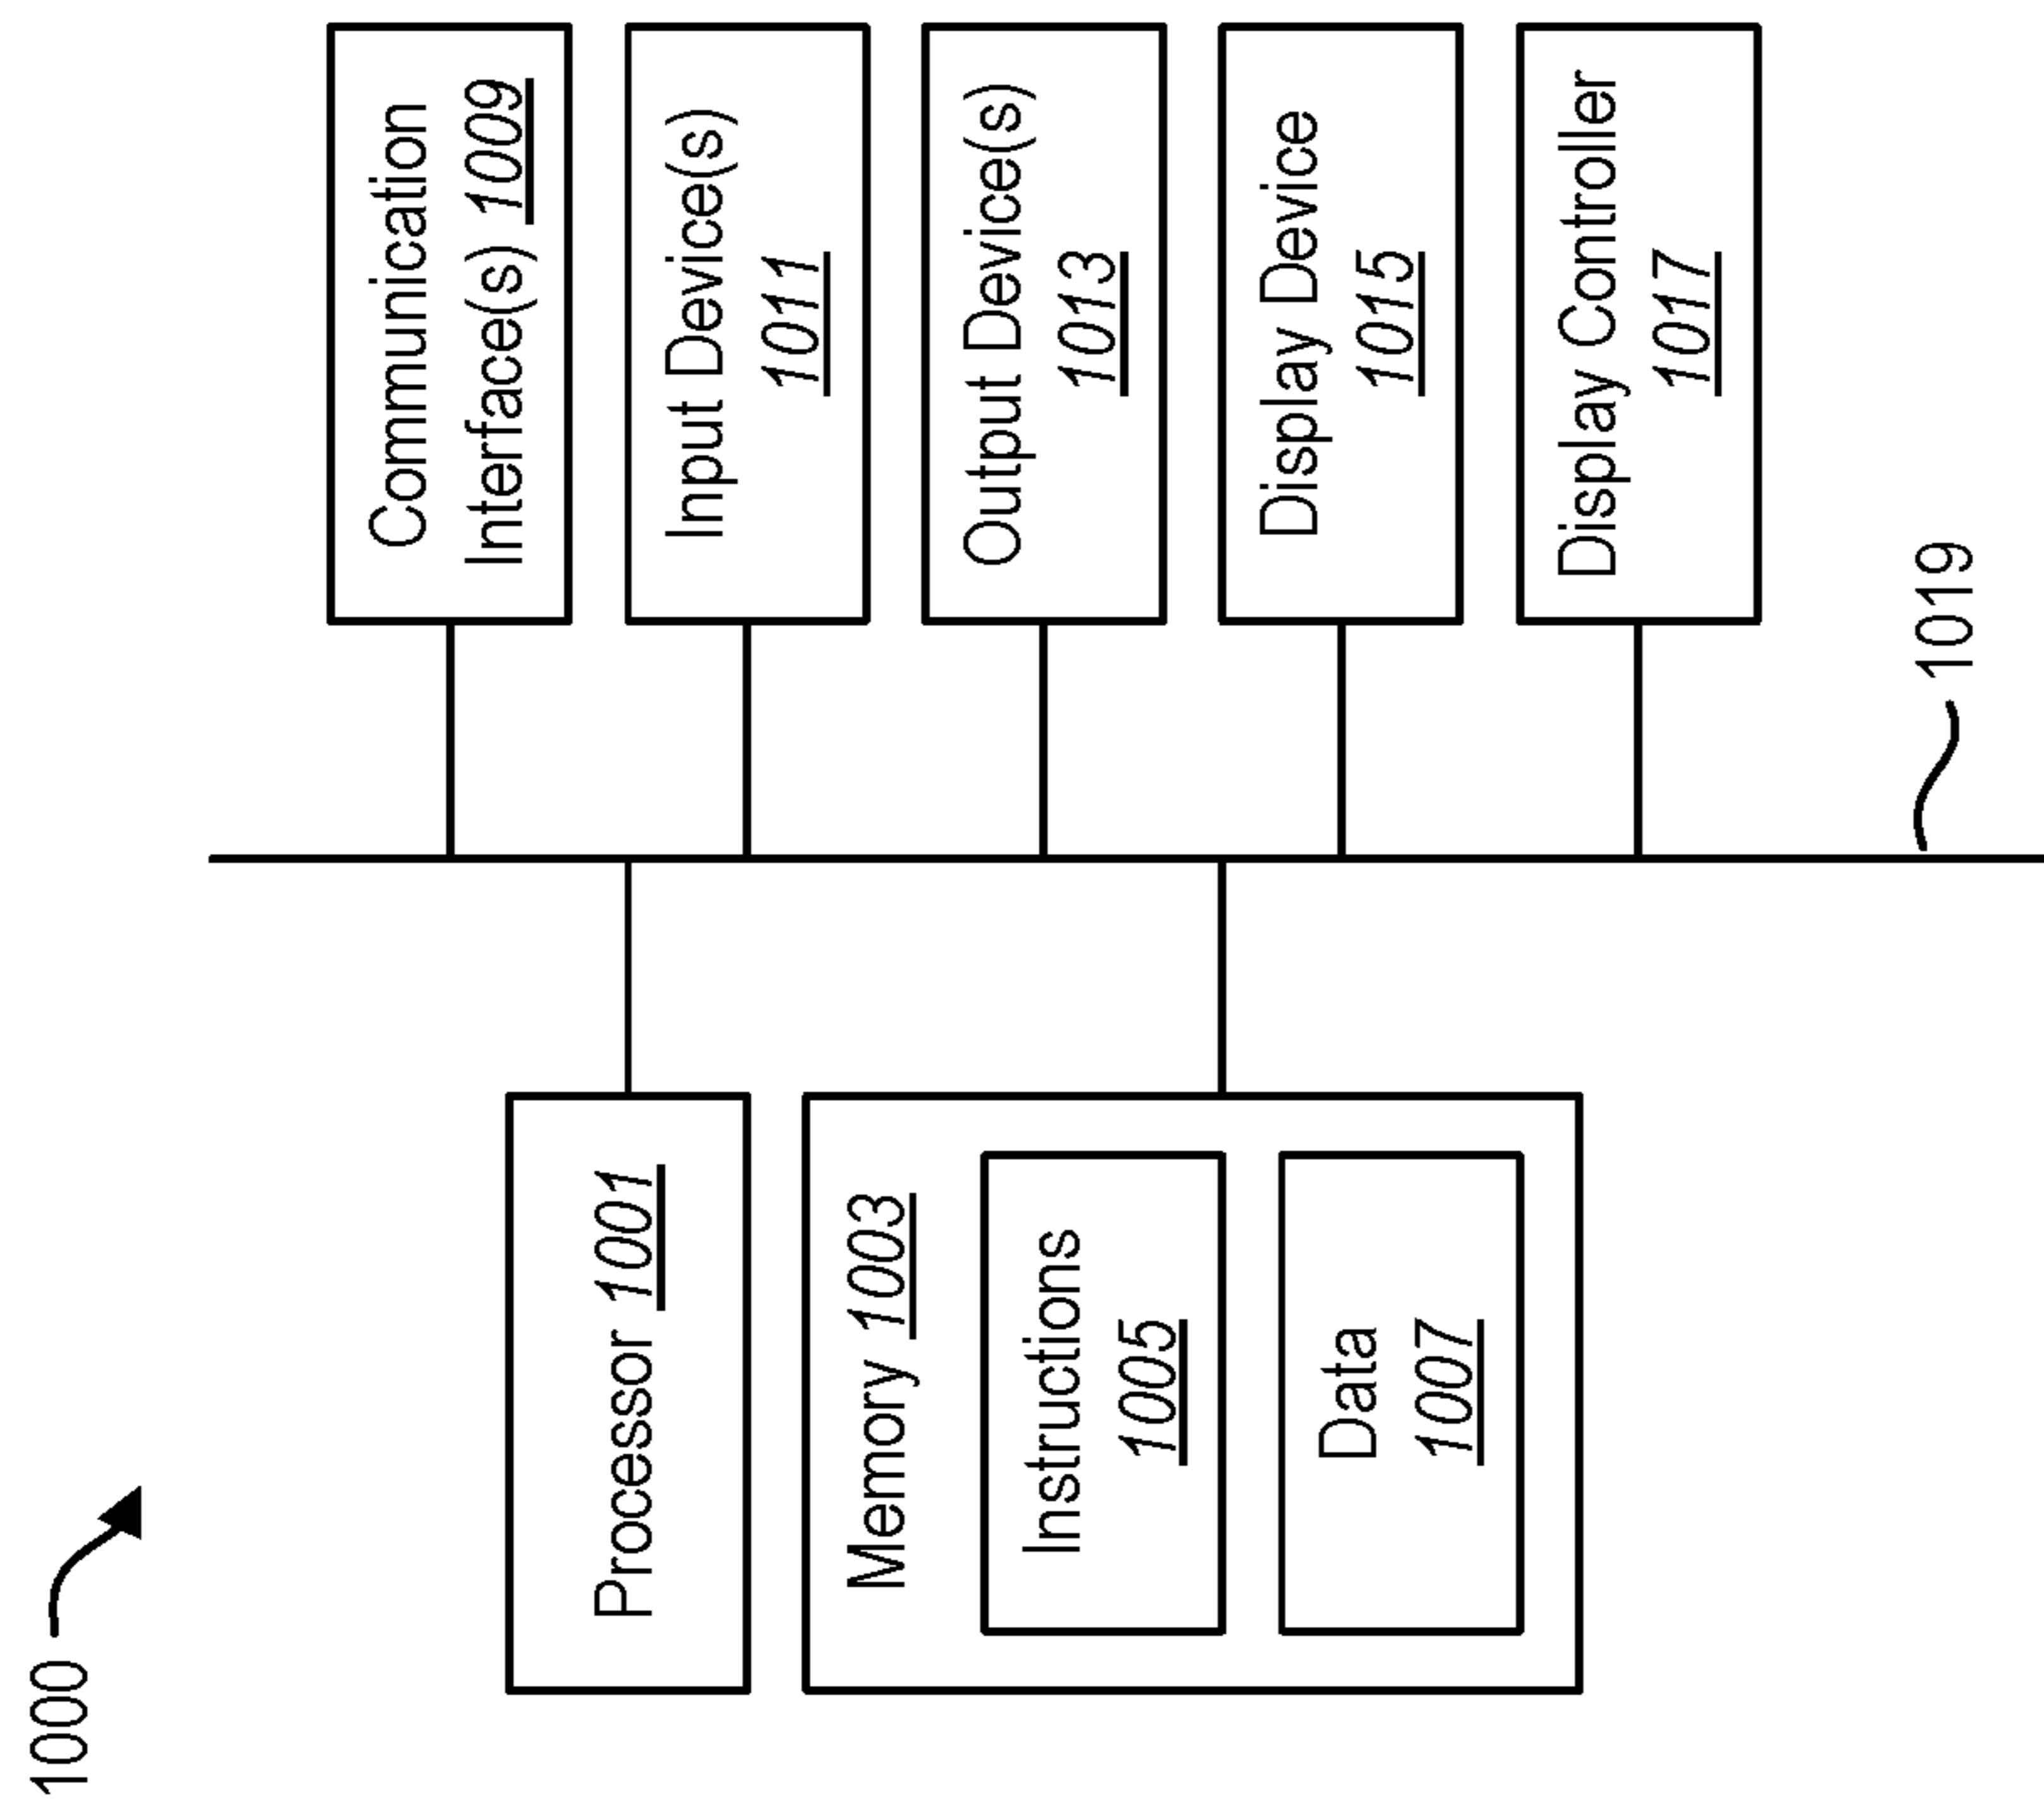 1000
Processor 1001
Memory 1003
Instructions
1005
Data
1007
Communication
Interface(s) 1009
Input Device(s)
1011
Output Device(s)
1013
Display Device
1015
Display Controller
1017
1019